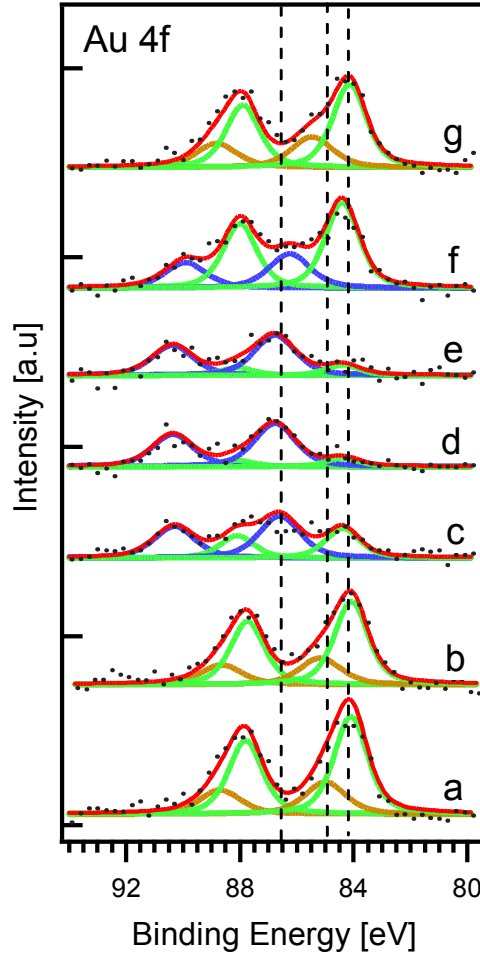 Au 4f
g
f
e
d
c
b
a
Intensity [a.u]
92
88
84
80
Binding Energy [eV]